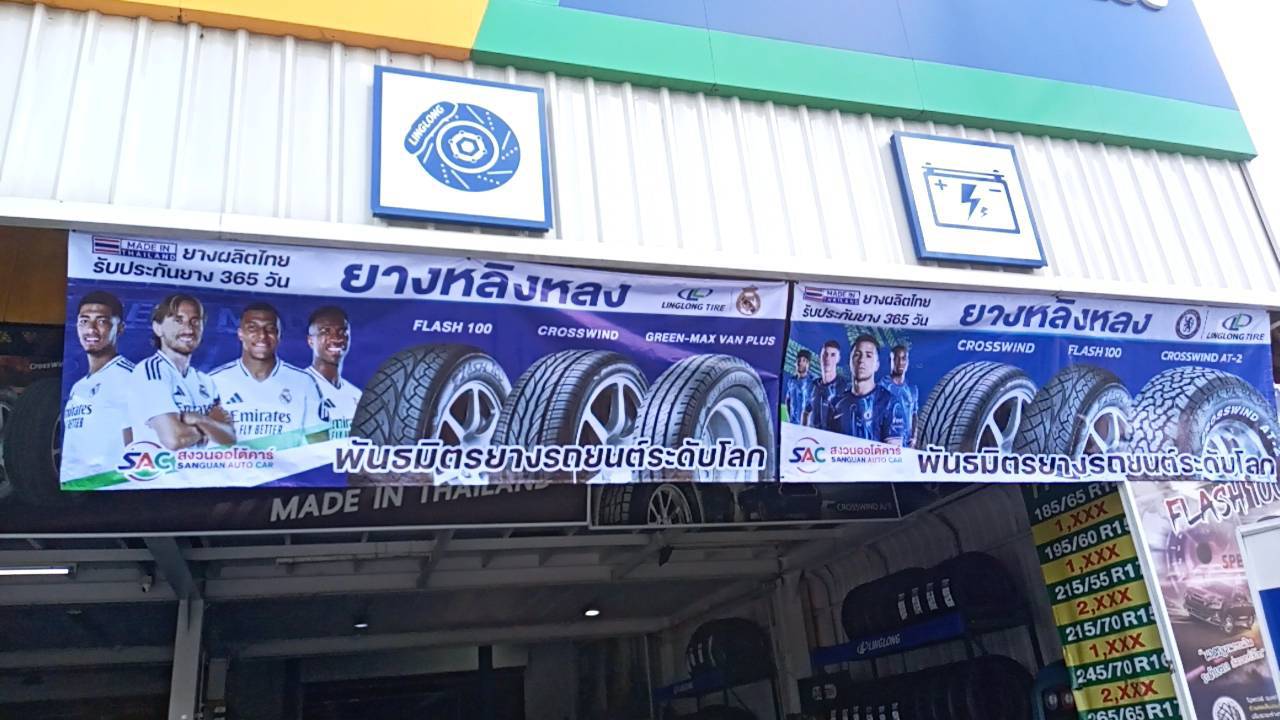 LINGLONG
MADE IN THAILAND
ยางผลิตไทย
รับประกันยาง 365 วัน
ยางหลิงหลง
LINGLONG TIRE
FLASH 100
CROSSWIND
GREEN-MAX VAN PLUS
Emirates
FLY BETTER
SAC สงวนออโต้คาร์
SANGUAN AUTO CAR
พันธมิตรยางรถยนต์ระดับโลก
MADE IN THAILAND
ยางผลิตไทย
รับประกันยาง 365 วัน
ยางหลิงหลง
LINGLONG TIRE
CROSSWIND
FLASH 100
CROSSWIND AT-2
SAC สงวนออโต้คาร์
SANGUAN AUTO CAR
พันธมิตรยางรถยนต์ระดับโลก
MADE IN THAILAND
CROSSWIND A/T
LINGLONG
185/65 R1
1,XXX
195/60 R15
1,XXX
215/55 R17
2,XXX
215/70 R15
1,XXX
245/70 R16
2,XXX
265/65 R17
FLASH 100